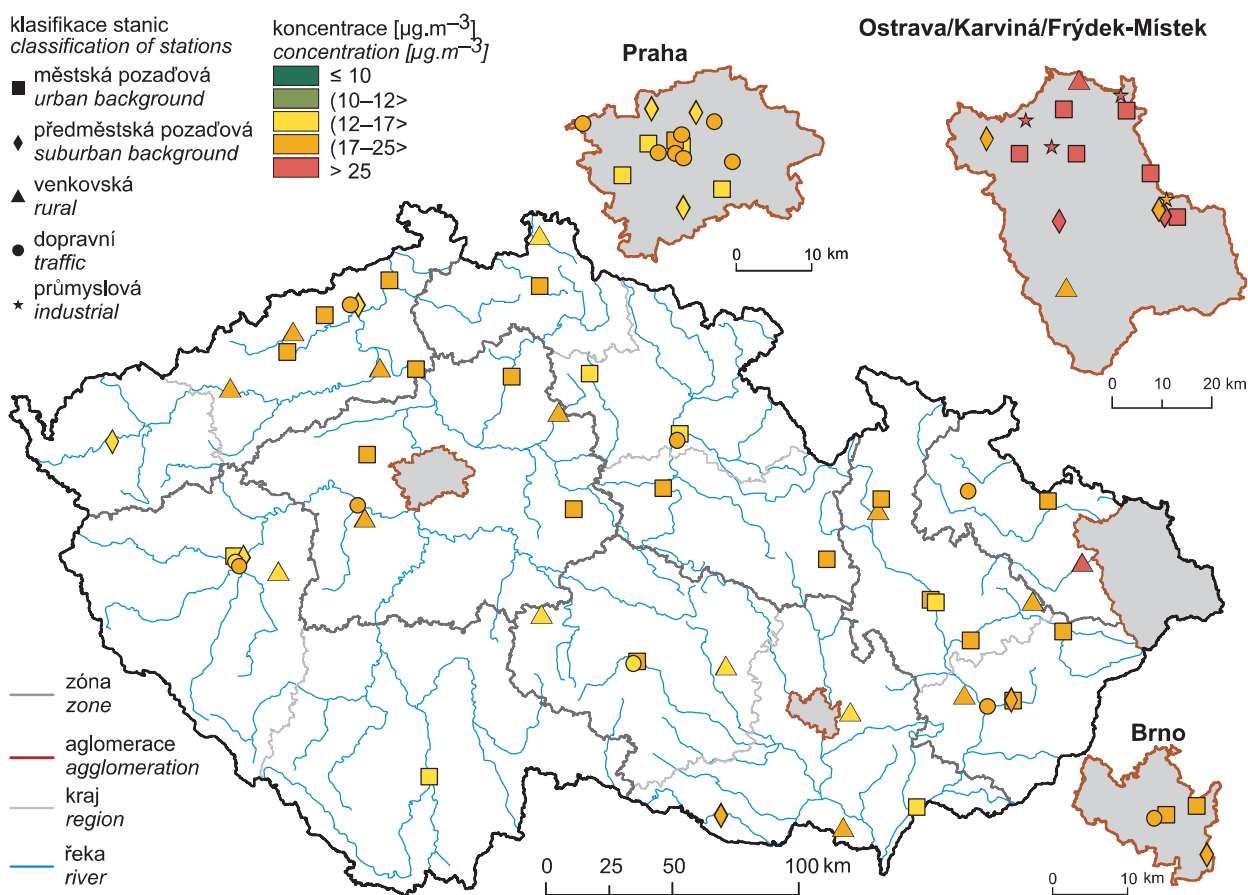 klasifikace stanic
classification of stations
městská pozaďová
urban background
předměstská pozaďová
suburban background
venkovská
rural
dopravní
traffic
průmyslová
industrial
koncentrace [µg.m−3]
concentration [µg.m−3]
≤ 10
(10–12>
(12–17>
(17–25>
> 25
Praha
0 10 km
Ostrava/Karviná/Frýdek-Místek
0 10 20 km
zóna
zone
aglomerace
agglomeration
kraj
region
řeka
river
0 25 50 100 km
Brno
0 10 km